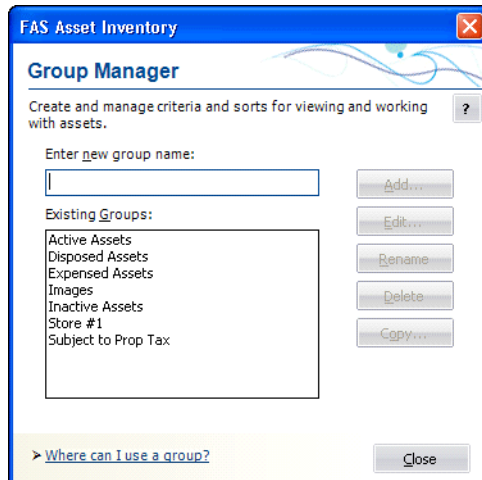 FAS Asset Inventory
Group Manager
Create and manage criteria and sorts for viewing and working
with assets.
?
Enter new group name:
Add...
Existing Groups:
Edit...
Active Assets
Disposed Assets
Expensed Assets
Images
Inactive Assets
Store #1
Subject to Prop Tax
Rename
Delete
Copy...
➤ Where can I use a group?
Close